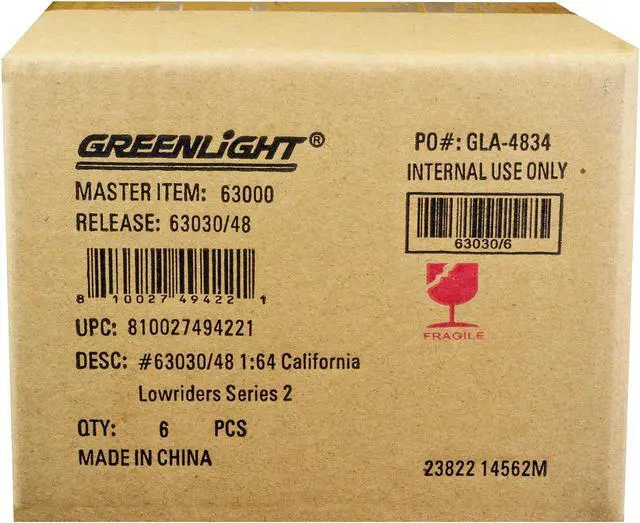 GREENLiGHT®
MASTER ITEM: 63000
RELEASE: 63030/48
8 10027 49422 1
UPC: 810027494221
DESC: #63030/48 1:64 California
Lowriders Series 2
QTY: 6 PCS
MADE IN CHINA
PO#: GLA-4834
INTERNAL USE ONLY
63030/6
FRAGILE
23822 14562M